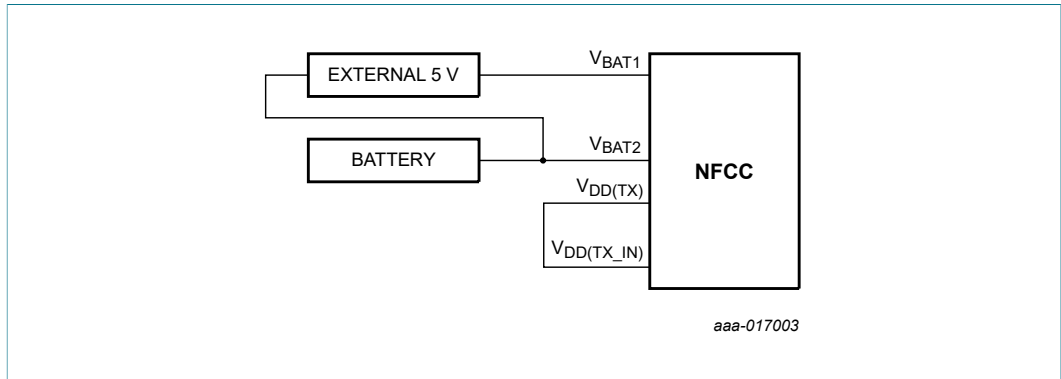 EXTERNAL 5 V
VBAT1
BATTERY
VBAT2
NFCC
VDD(TX)
VDD(TX_IN)
aaa-017003